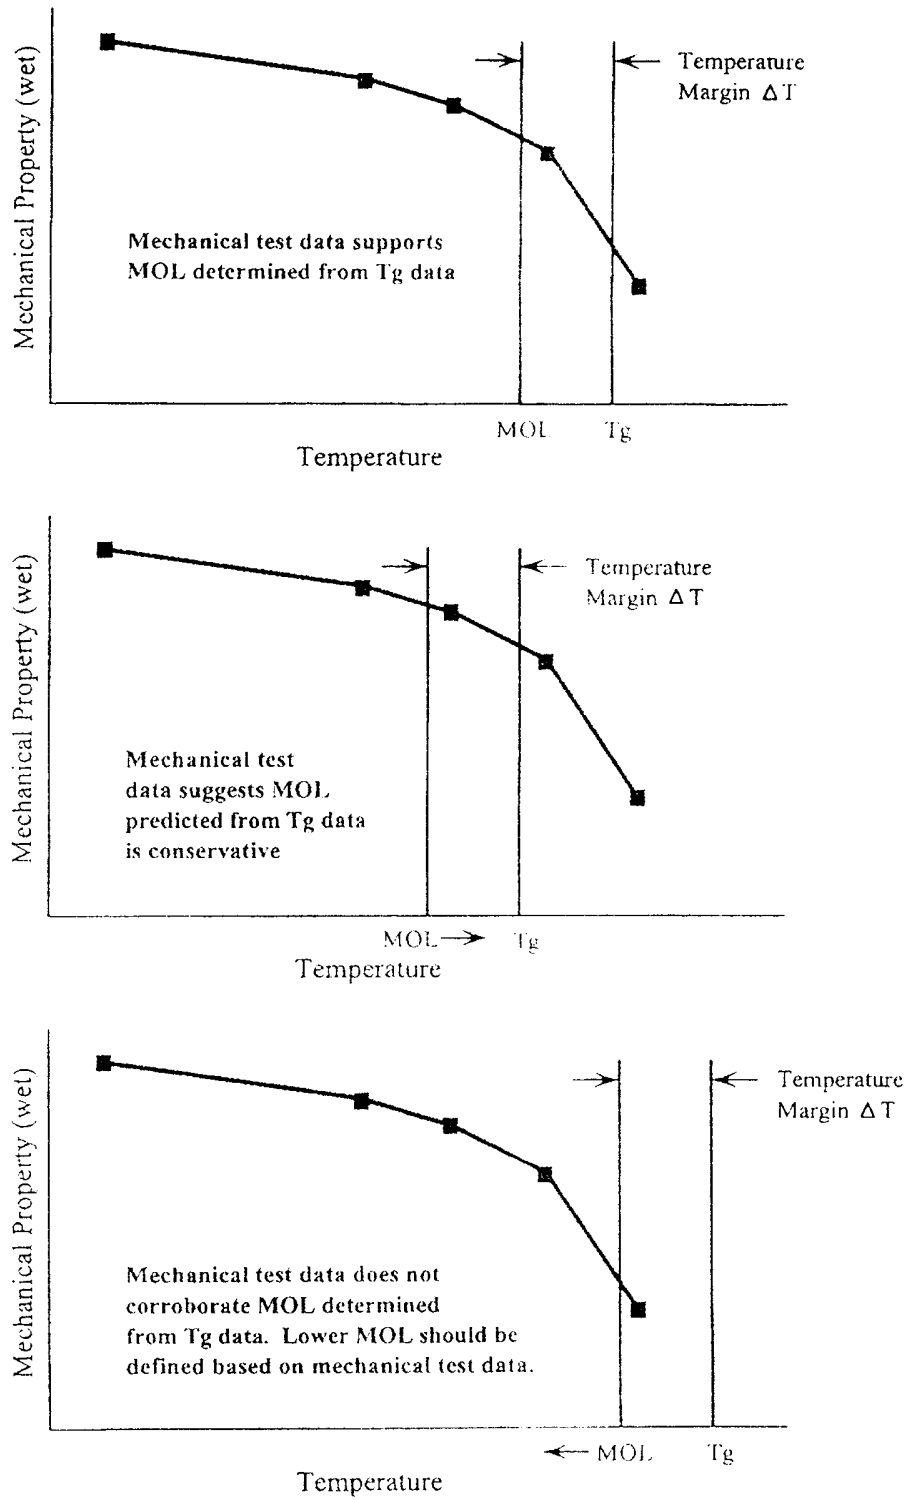 Mechanical Property (wet)
Temperature
Margin ΔT
Mechanical test data supports
MOL determined from Tg data
MOL
Tg
Temperature
Mechanical Property (wet)
Temperature
Margin ΔT
Mechanical test
data suggests MOL
predicted from Tg data
is conservative
MOL
Tg
Temperature
Mechanical Property (wet)
Temperature
Margin ΔT
Mechanical test data does not
corroborate MOL determined
from Tg data. Lower MOL should be
defined based on mechanical test data.
MOL
Tg
Temperature